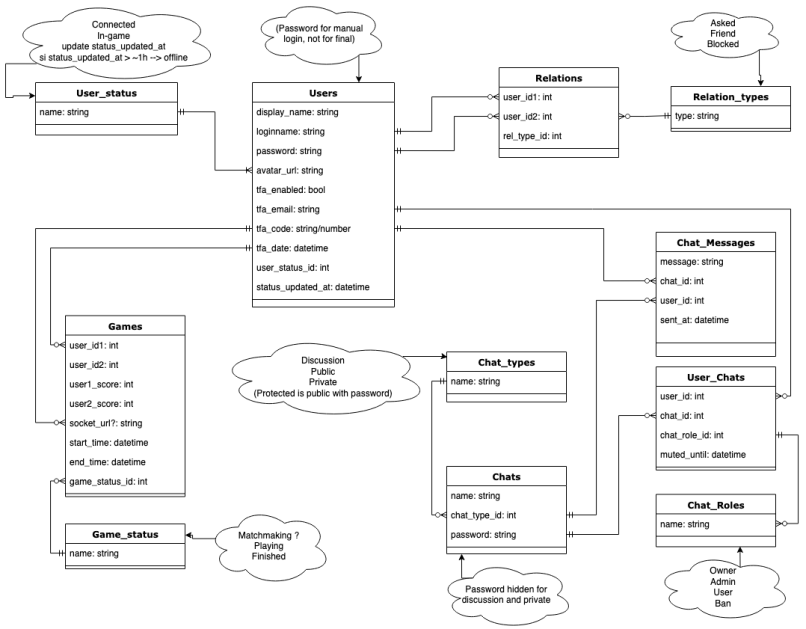 Connected
In-game
update status_updated_at
si status_updated_at > ~1h --> offline
(Password for manual
login, not for final)
Asked
Friend
Blocked
User_status
name: string
Users
display_name: string
loginname: string
password: string
avatar_url: string
tfa_enabled: bool
tfa_email: string
tfa_code: string/number
tfa_date: datetime
user_status_id: int
status_updated_at: datetime
Relations
user_id1: int
user_id2: int
rel_type_id: int
Relation_types
type: string
Chat_Messages
message: string
chat_id: int
user_id: int
sent_at: datetime
Games
user_id1: int
user_id2: int
user1_score: int
user2_score: int
socket_url?: string
start_time: datetime
end_time: datetime
game_status_id: int
Discussion
Public
Private
(Protected is public with password)
Chat_types
name: string
User_Chats
user_id: int
chat_id: int
chat_role_id: int
muted_until: datetime
Chats
name: string
chat_type_id: int
password: string
Chat_Roles
name: string
Game_status
name: string
Matchmaking ?
Playing
Finished
Password hidden for
discussion and private
Owner
Admin
User
Ban